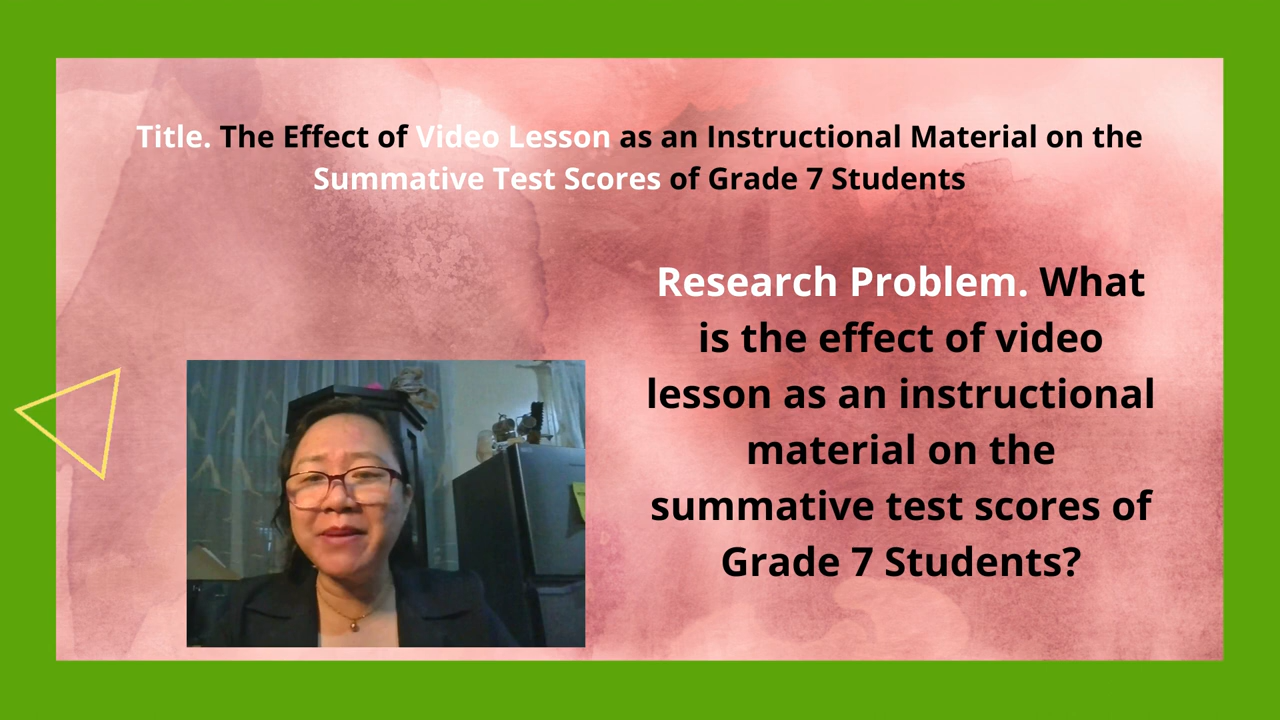 Title. The Effect of Video Lesson as an Instructional Material on the
Summative Test Scores of Grade 7 Students
Research Problem. What
is the effect of video
lesson as an instructional
material on the
summative test scores of
Grade 7 Students?